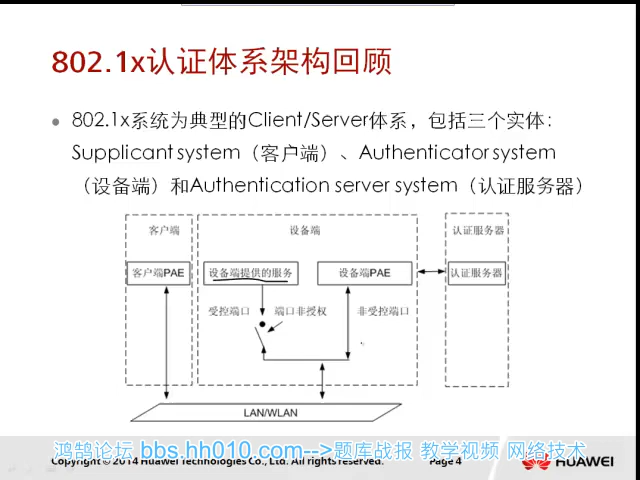 802.1x认证体系架构回顾
802.1x系统为典型的Client/Server体系，包括三个实体：
Supplicant system（客户端）、Authenticator system
（设备端）和Authentication server system（认证服务器）
客户端 设备端 认证服务器
客户端PAE 设备端提供的服务 设备端PAE 认证服务器
受控端口 端口非授权 非受控端口
LAN/WLAN
鸿鹄论坛 bbs.hh010.com-->题库战报 教学视频 网络技术
Copyright © 2014 Huawei Technologies Co., Ltd. All rights reserved. Page 4 HUAWEI